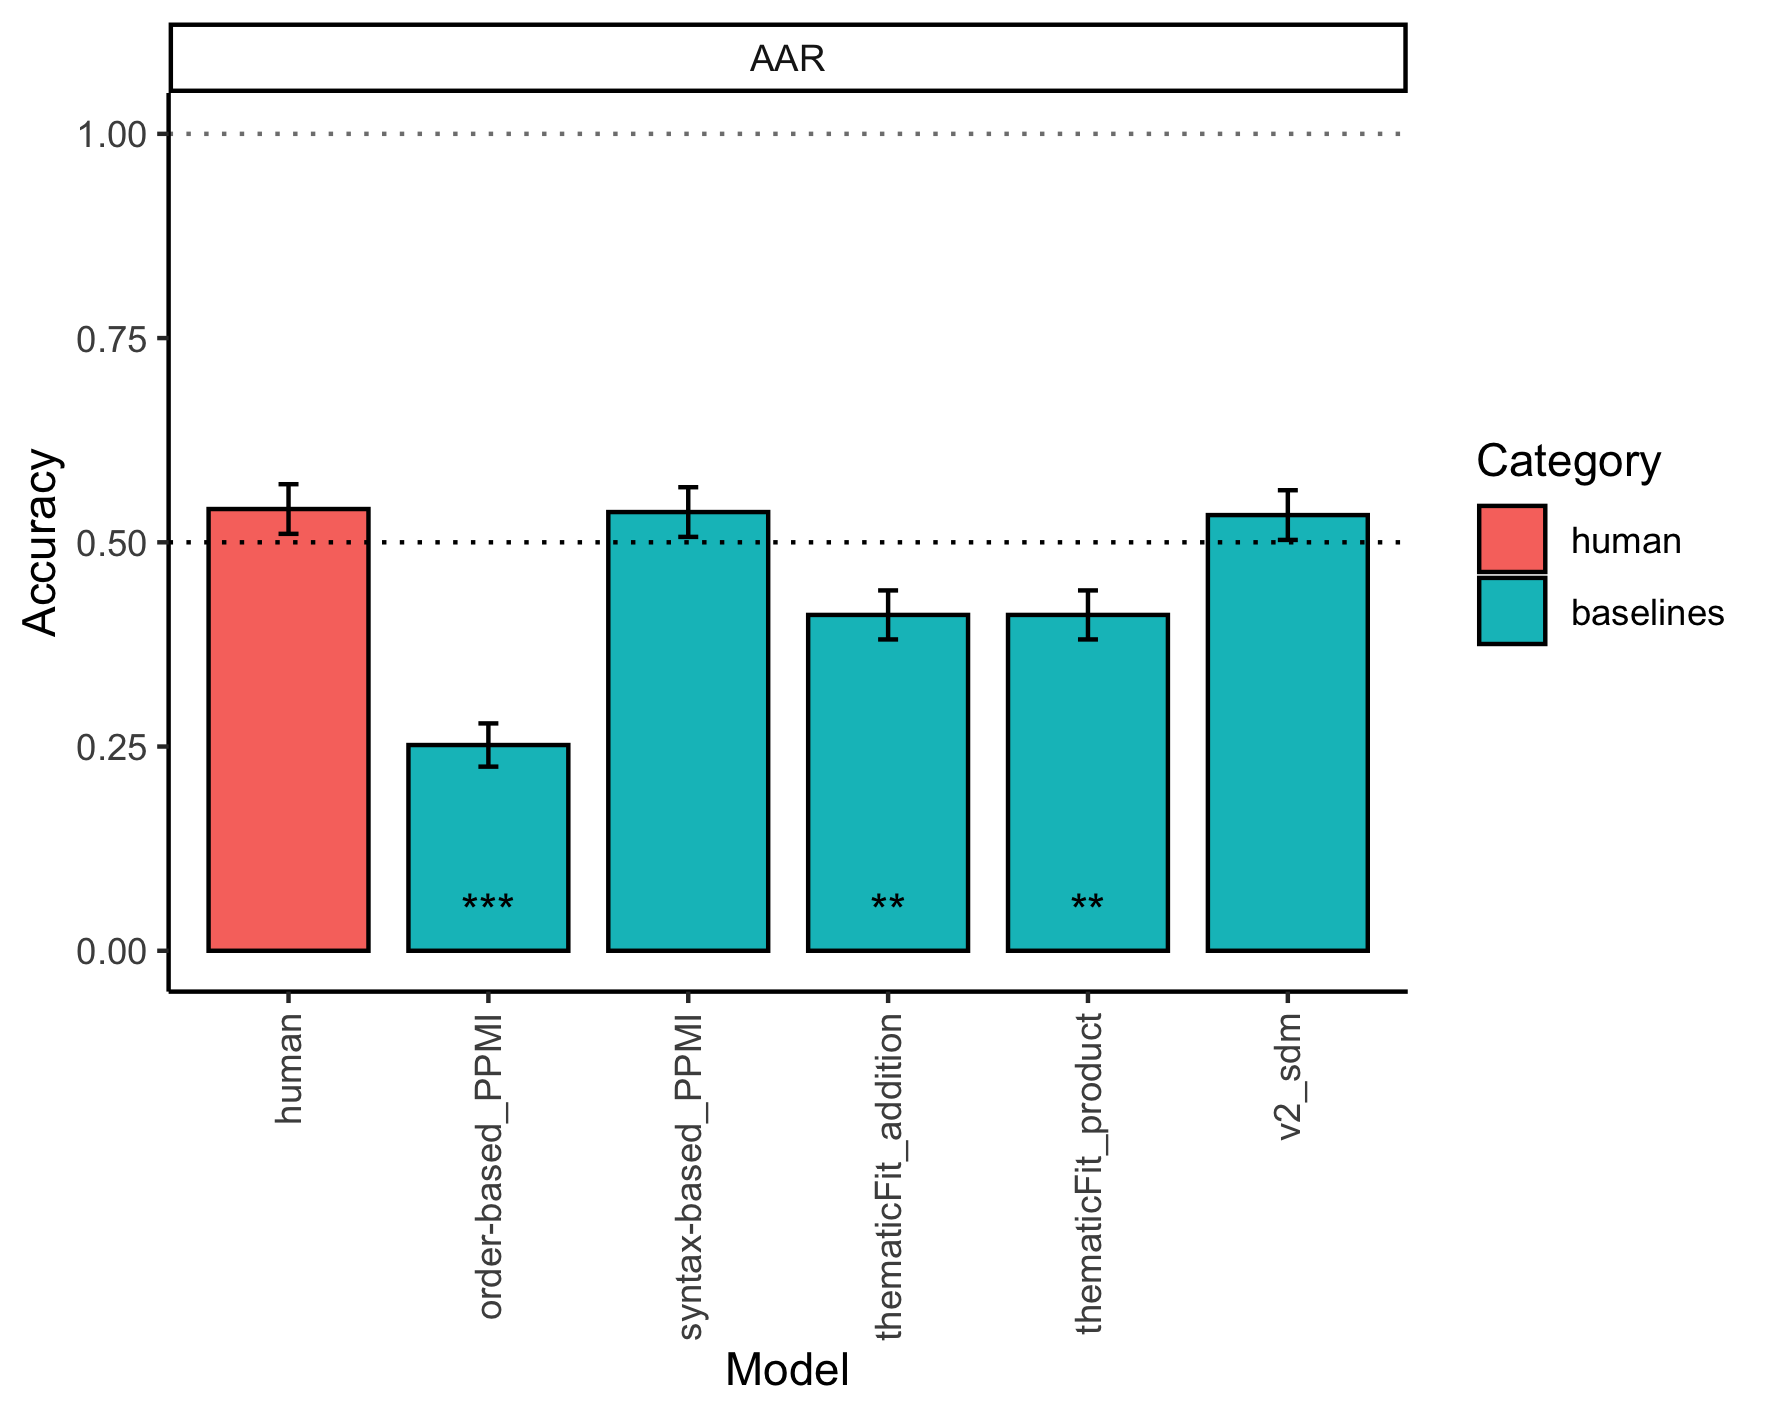 AAR
1.00
0.75
0.50
0.25
0.00
Accuracy
***
**
**
human
order-based_PPMI
syntax-based_PPMI
thematicFit_addition
thematicFit_product
v2_sdm
Model
Category
human
baselines